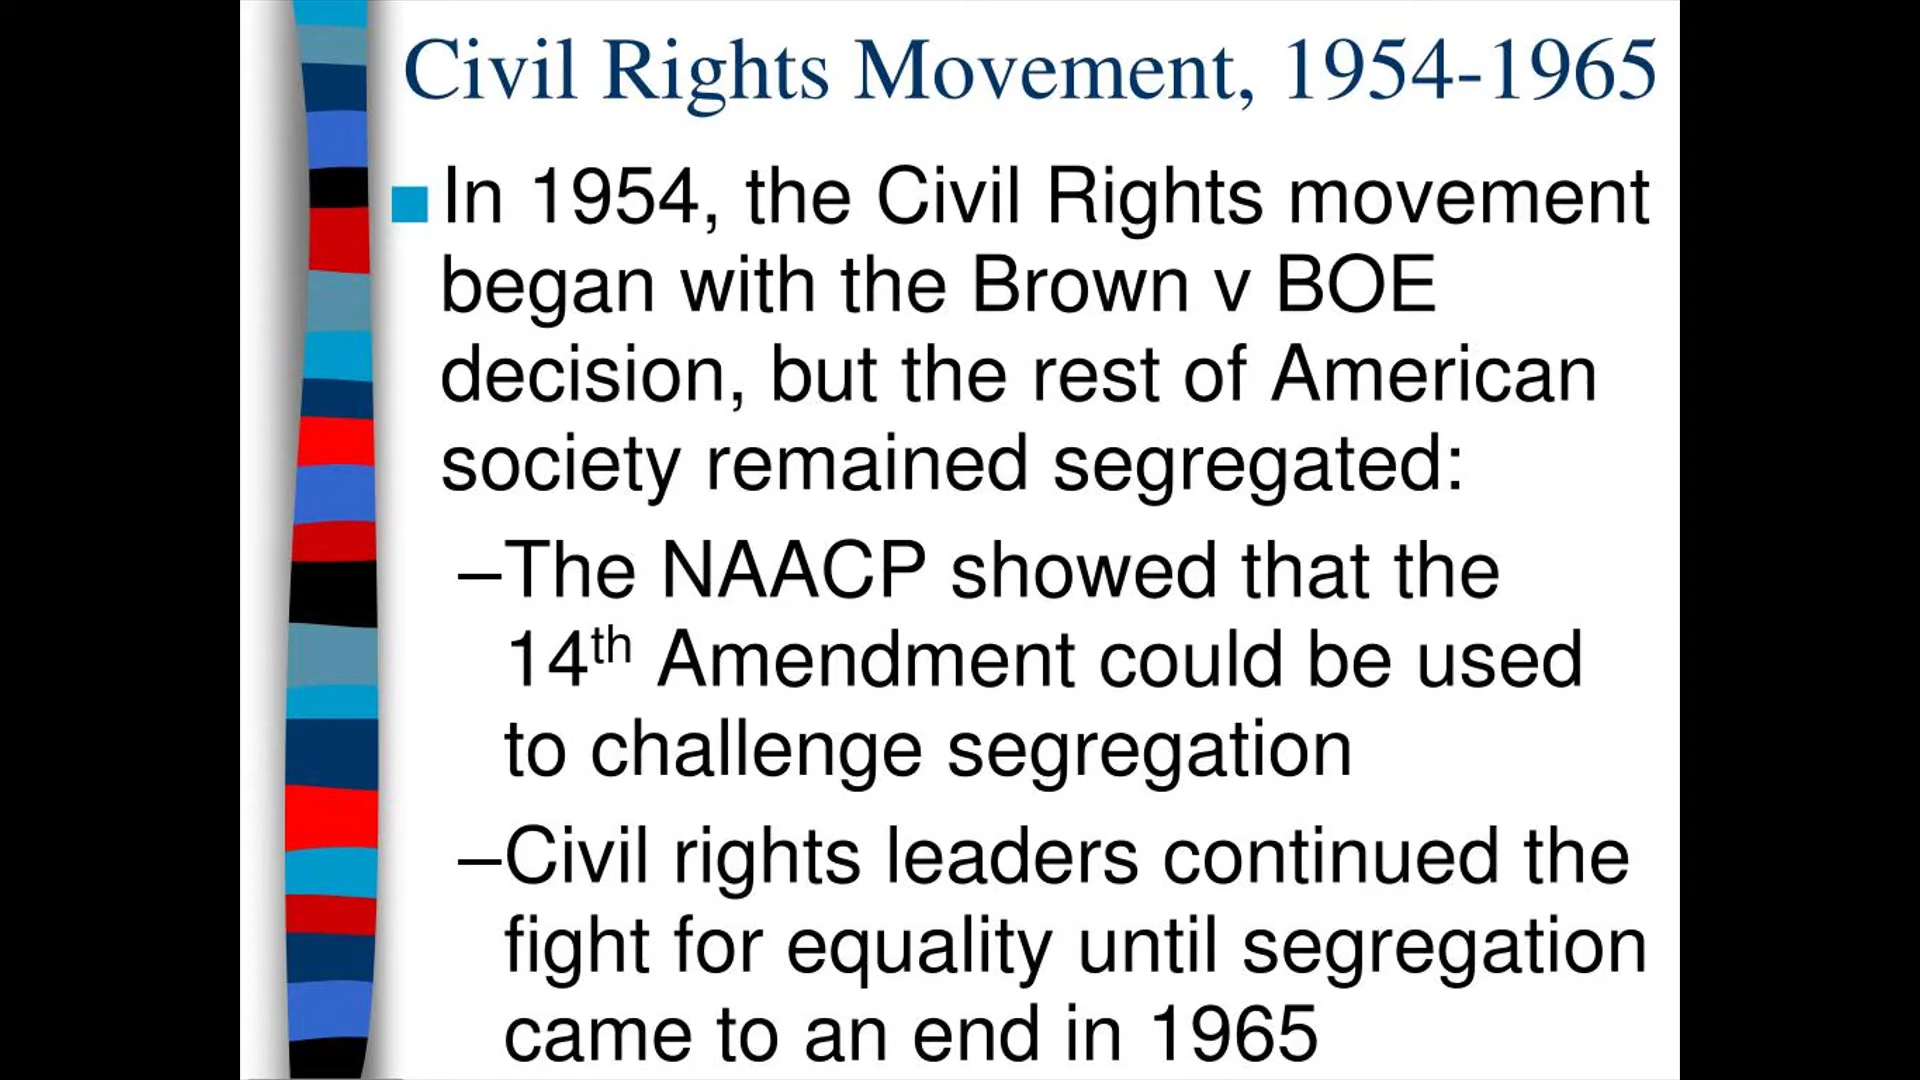 Civil Rights Movement, 1954-1965
■ In 1954, the Civil Rights movement
began with the Brown v BOE
decision, but the rest of American
society remained segregated:
–The NAACP showed that the
14th Amendment could be used
to challenge segregation
–Civil rights leaders continued the
fight for equality until segregation
came to an end in 1965